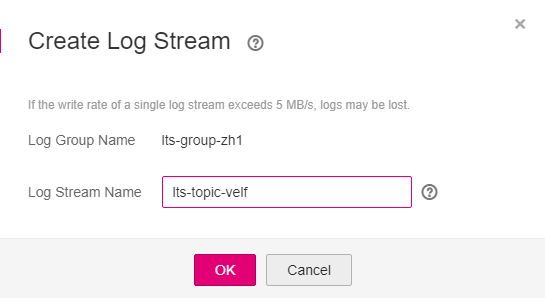 Create Log Stream
If the write rate of a single log stream exceeds 5 MB/s, logs may be lost.
Log Group Name lts-group-zh1
Log Stream Name lts-topic-velf
OK Cancel